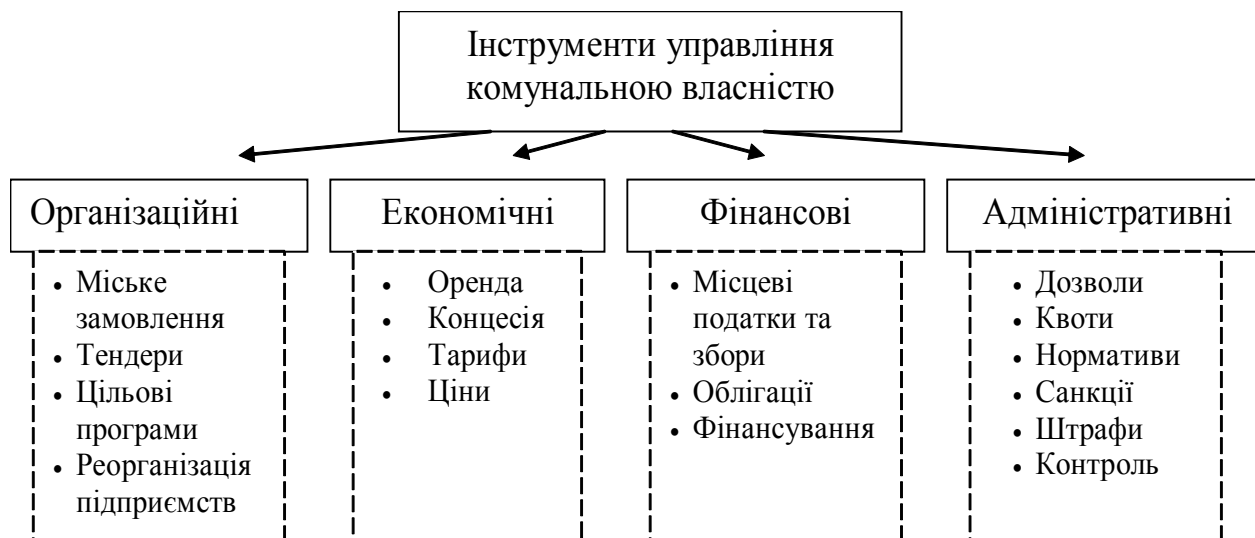 Інструменти управління
комунальною власністю
Організаційні
• Міське
замовлення
• Тендери
• Цільові
програми
• Реорганізація
підприємств
Економічні
• Оренда
• Концесія
• Тарифи
• Ціни
Фінансові
• Місцеві
податки та
збори
• Облігації
• Фінансування
Адміністративні
• Дозволи
• Квоти
• Нормативи
• Санкції
• Штрафи
• Контроль